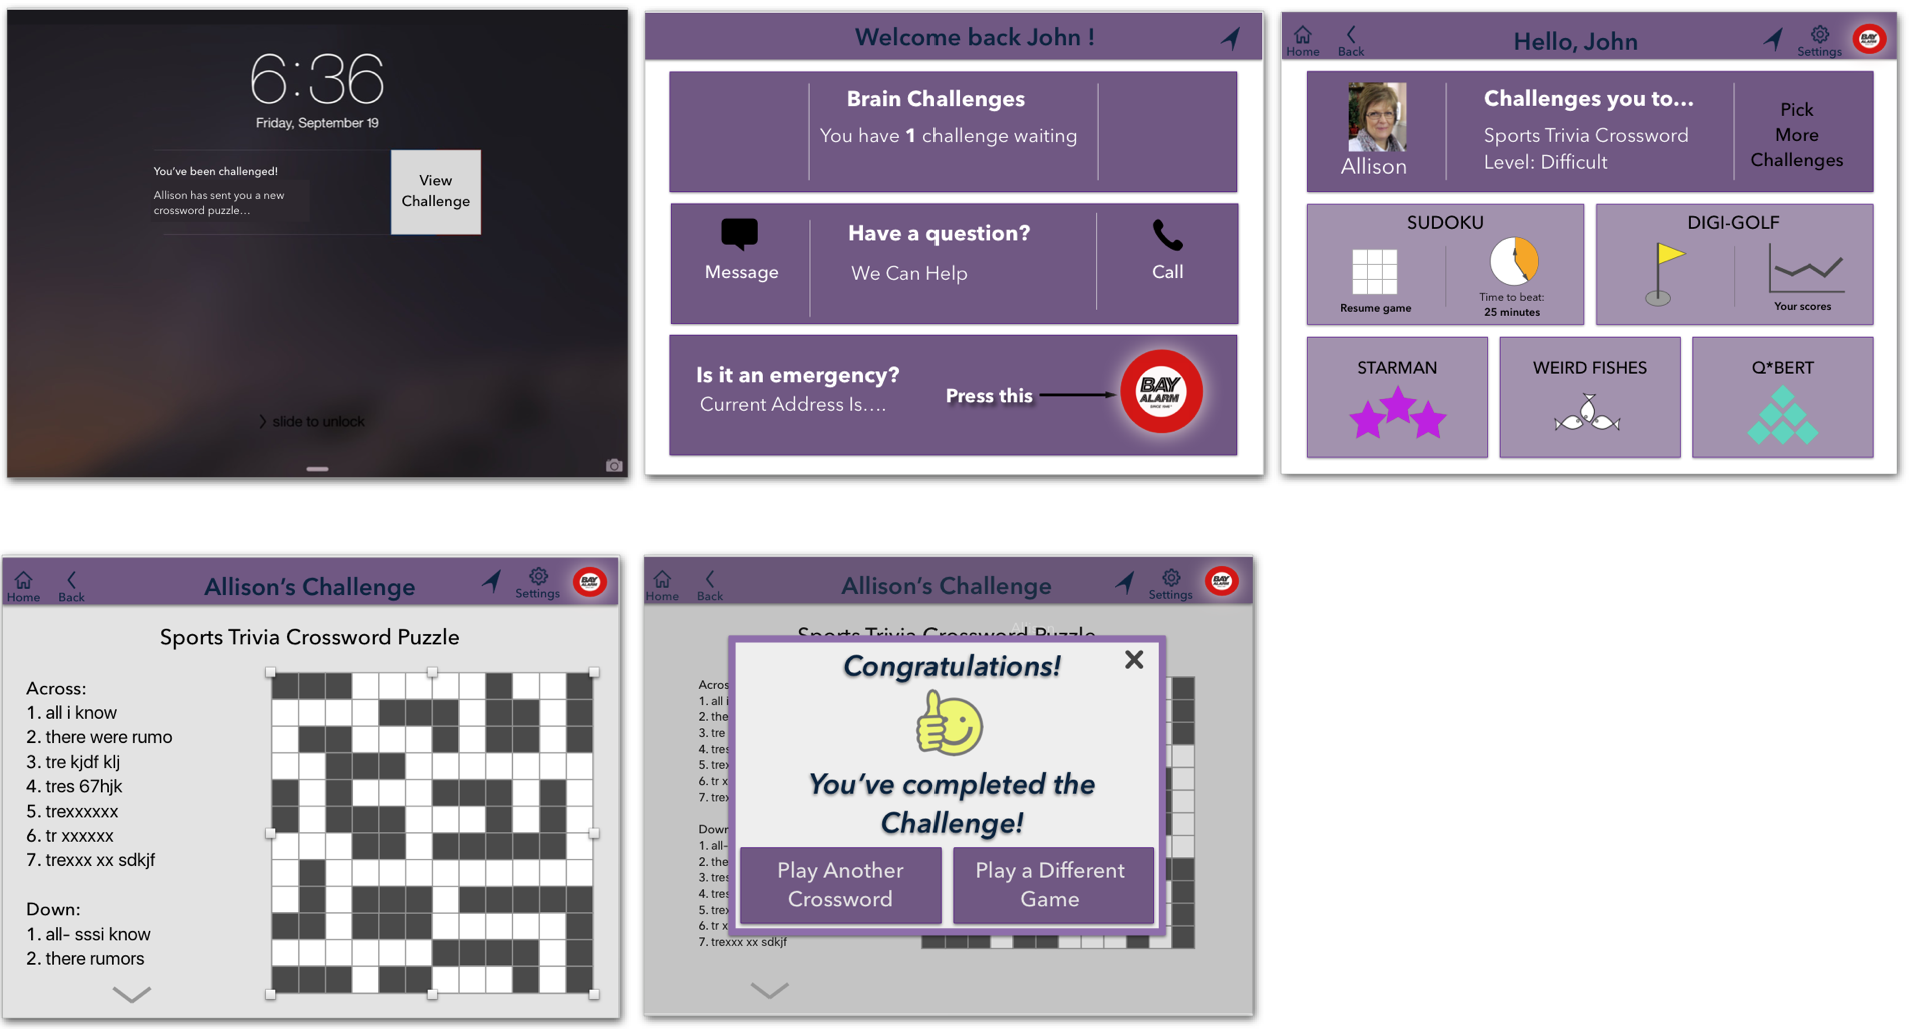 6:36
Friday, September 19
You've been challenged!
Allison has sent you a new
crossword puzzle...
View
Challenge
> slide to unlock
Welcome back John !
Brain Challenges
You have 1 challenge waiting
Message
Have a question?
We Can Help
Call
Is it an emergency?
Current Address Is....
Press this
BAY
ALARM
Home
Back
Hello, John
Settings
BAY
ALARM
Allison
Challenges you to...
Sports Trivia Crossword
Level: Difficult
Pick
More
Challenges
SUDOKU
Resume game
Time to beat:
25 minutes
DIGI-GOLF
Your scores
STARMAN
WEIRD FISHES
Q*BERT
Home
Back
Allison's Challenge
Settings
BAY
ALARM
Sports Trivia Crossword Puzzle
Across:
1. all i know
2. there were rumo
3. tre kjdf klj
4. tres 67hjk
5. trexxxxxx
6. tr xxxxxx
7. trexxx xx sdkjf
Down:
1. all- sssi know
2. there rumors
Home
Back
Allison's Challenge
Settings
BAY
ALARM
Allison
Sports Trivia Crossword Puzzle
Acros
1. all i
2. the
3. tre
4. tres
5. trex
6. tr x
7. trex
Down
1. all-
2. the
3. tres
4. tres
5. trex
6. tr x
7. trexxx xx sdkjf
Congratulations!
You've completed the
Challenge!
Play Another
Crossword
Play a Different
Game